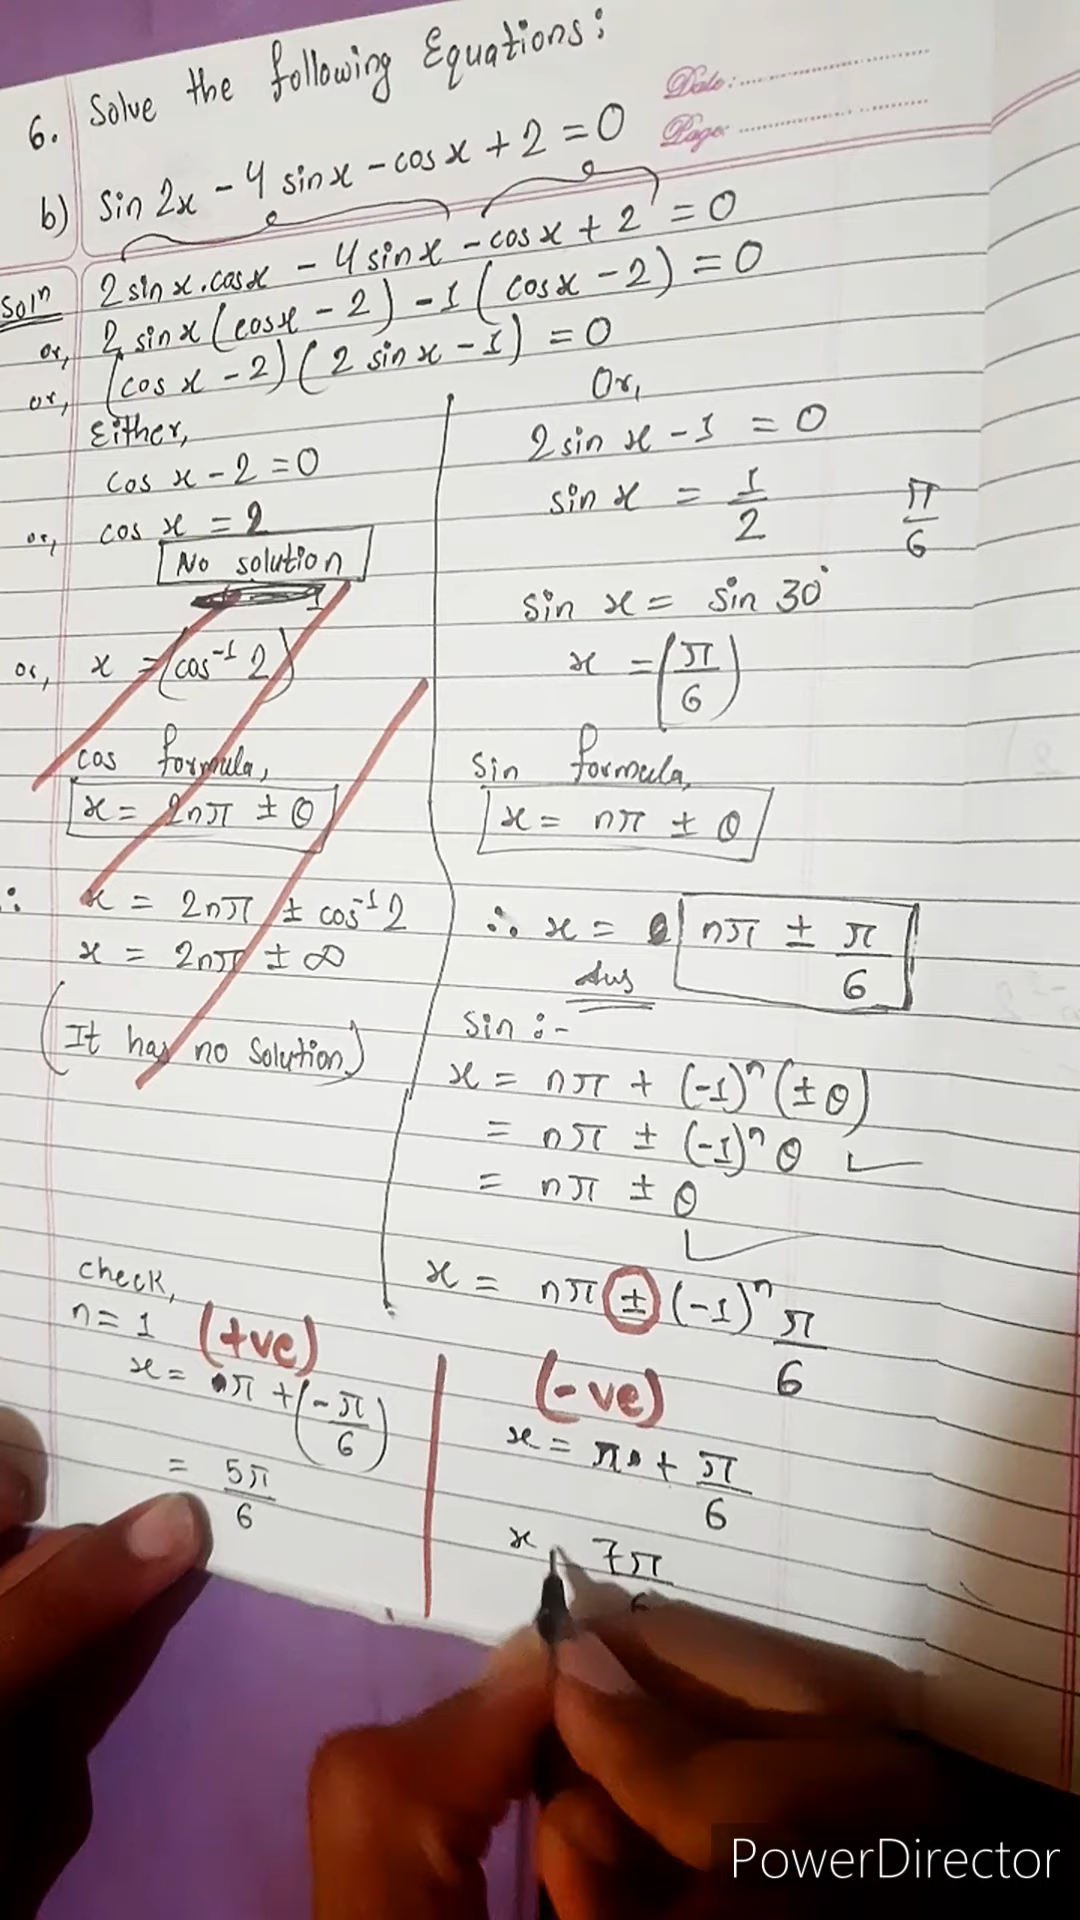 6. Solve the following Equations:
Date:
Page:
b) sin 2x - 4 sin x - cos x + 2 = 0
Soln 2 sin x . cos x - 4 sin x - cos x + 2 = 0
or, 2 sin x (cos x - 2) - 1 (cos x - 2) = 0
or, (cos x - 2) (2 sin x - 1) = 0
Either,
cos x - 2 = 0
or, cos x = 2
No solution
1
or, x = (cos⁻¹ 2)
cos formula,
x = 2nπ ± θ
∴ x = 2nπ ± cos⁻¹ 2
x = 2nπ ± ∞
(It has no solution)
Or,
2 sin x - 1 = 0
sin x = 1/2
π/6
sin x = sin 30°
x = (π/6)
Sin formula,
x = nπ ± θ
∴ x = nπ ± π/6
Ans
Sin :-
x = nπ + (-1)ⁿ (± θ)
= nπ ± (-1)ⁿ θ ✓
= nπ ± θ ✓
x = nπ ± (-1)ⁿ π/6
check,
n = 1 (+ve)
x = π + (-π/6)
= 5π/6
(-ve)
x = π + π/6
x 7π/6
PowerDirector